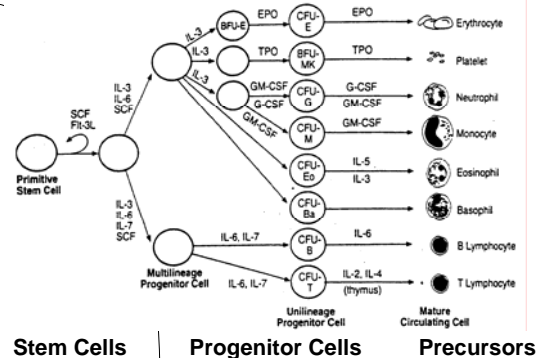 IL-3
BFU-E
EPO
CFU-
E
EPO
Erythrocyte
IL-3
TPO
BFU-
MK
TPO
Platelet
IL-3
GM-CSF
G-CSF
CFU-
G
G-CSF
GM-CSF
Neutrophil
IL-3
IL-6
SCF
GM-CSF
CFU-
M
GM-CSF
Monocyte
SCF
Flt-3L
Primitive
Stem Cell
CFU-
Eo
IL-5
IL-3
Eosinophil
CFU-
Ba
Basophil
IL-3
IL-6
IL-7
SCF
IL-6, IL-7
CFU-
B
IL-6
B Lymphocyte
Multilineage
Progenitor Cell
IL-6, IL-7
CFU-
T
IL-2, IL-4
(thymus)
T Lymphocyte
Unilineage
Progenitor Cell
Mature
Circulating Cell
Stem Cells
Progenitor Cells
Precursors